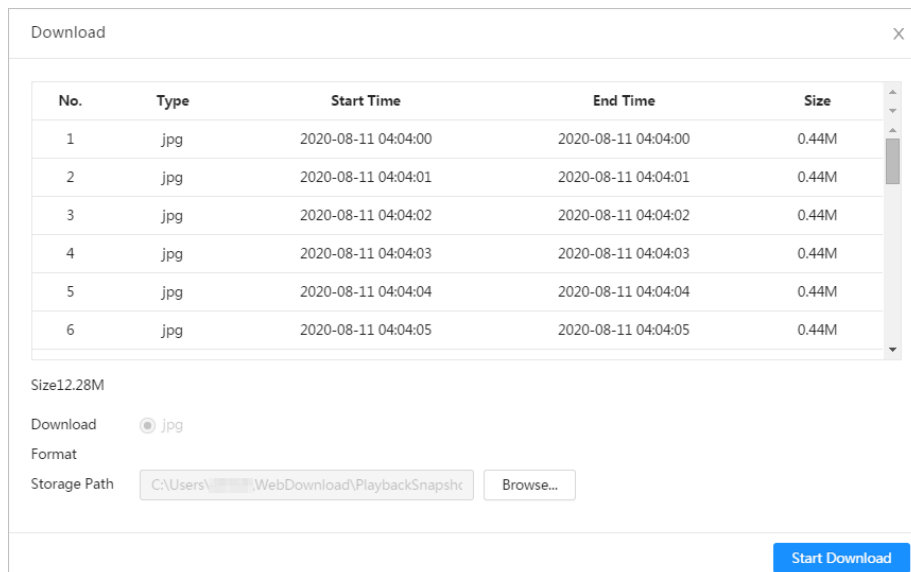 Download
No. Type Start Time End Time Size
1 jpg 2020-08-11 04:04:00 2020-08-11 04:04:00 0.44M
2 jpg 2020-08-11 04:04:01 2020-08-11 04:04:01 0.44M
3 jpg 2020-08-11 04:04:02 2020-08-11 04:04:02 0.44M
4 jpg 2020-08-11 04:04:03 2020-08-11 04:04:03 0.44M
5 jpg 2020-08-11 04:04:04 2020-08-11 04:04:04 0.44M
6 jpg 2020-08-11 04:04:05 2020-08-11 04:04:05 0.44M
Size12.28M
Download jpg
Format
Storage Path C:\Users\ WebDownload\PlaybackSnapsho Browse...
Start Download